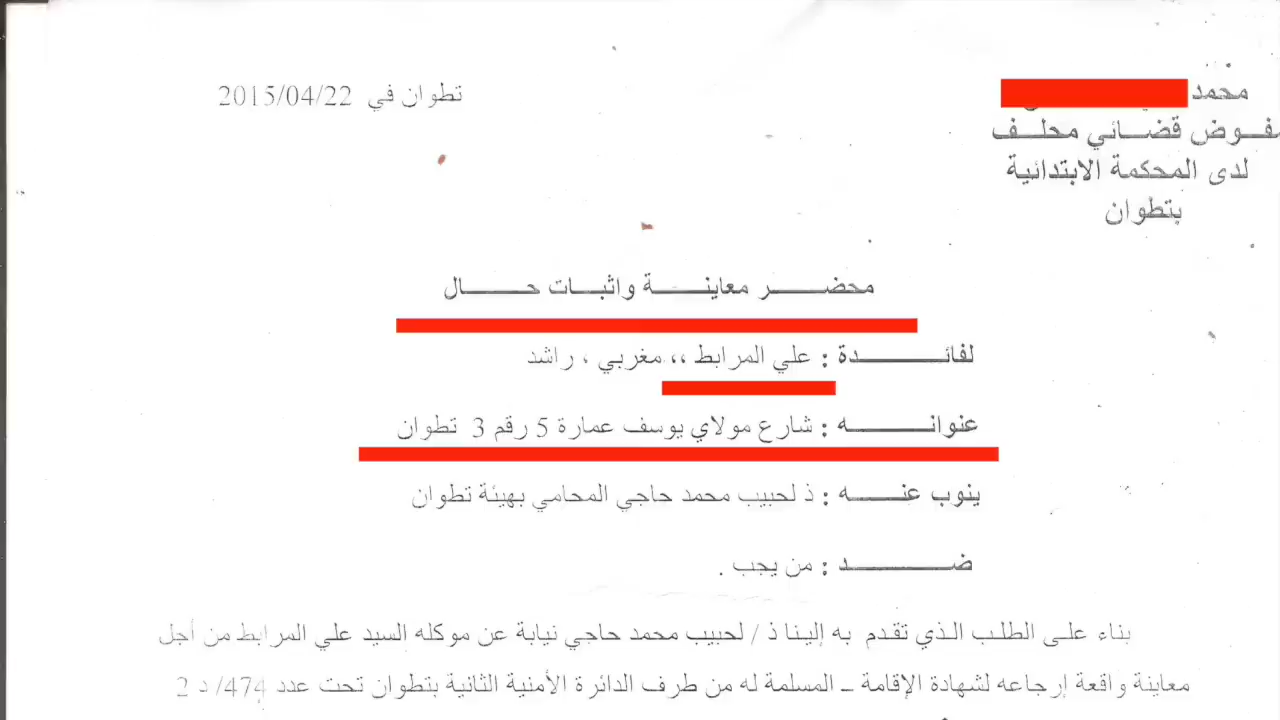 محمد
مفوض قضائي محلف
لدى المحكمة الابتدائية
بتطوان
تطوان في 2015/04/22
محضر معاينة واثبات حال
لفائدة : علي المرابط ،، مغربي ، راشد
عنوانه : شارع مولاي يوسف عمارة 5 رقم 3 تطوان
ينوب عنه : ذ لحبيب محمد حاجي المحامي بهيئة تطوان
ضد : من يجب .
بناء على الطلب الذي تقدم به إلينا ذ / لحبيب محمد حاجي نيابة عن موكله السيد علي المرابط من أجل
معاينة واقعة إرجاعه لشهادة الإقامة – المسلمة له من طرف الدائرة الأمنية الثانية بتطوان تحت عدد 474/ د 2